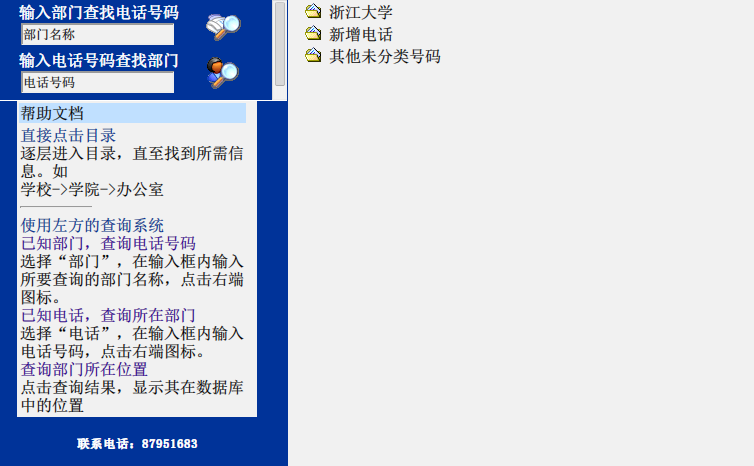 输入部门查找电话号码
部门名称
输入电话号码查找部门
电话号码
帮助文档
直接点击目录
逐层进入目录，直至找到所需信
息。如
学校->学院->办公室
使用左方的查询系统
已知部门，查询电话号码
选择“部门”，在输入框内输入
所要查询的部门名称，点击右端
图标。
已知电话，查询所在部门
选择“电话”，在输入框内输入
电话号码，点击右端图标。
查询部门所在位置
点击查询结果，显示其在数据库
中的位置
联系电话：87951683
浙江大学
新增电话
其他未分类号码